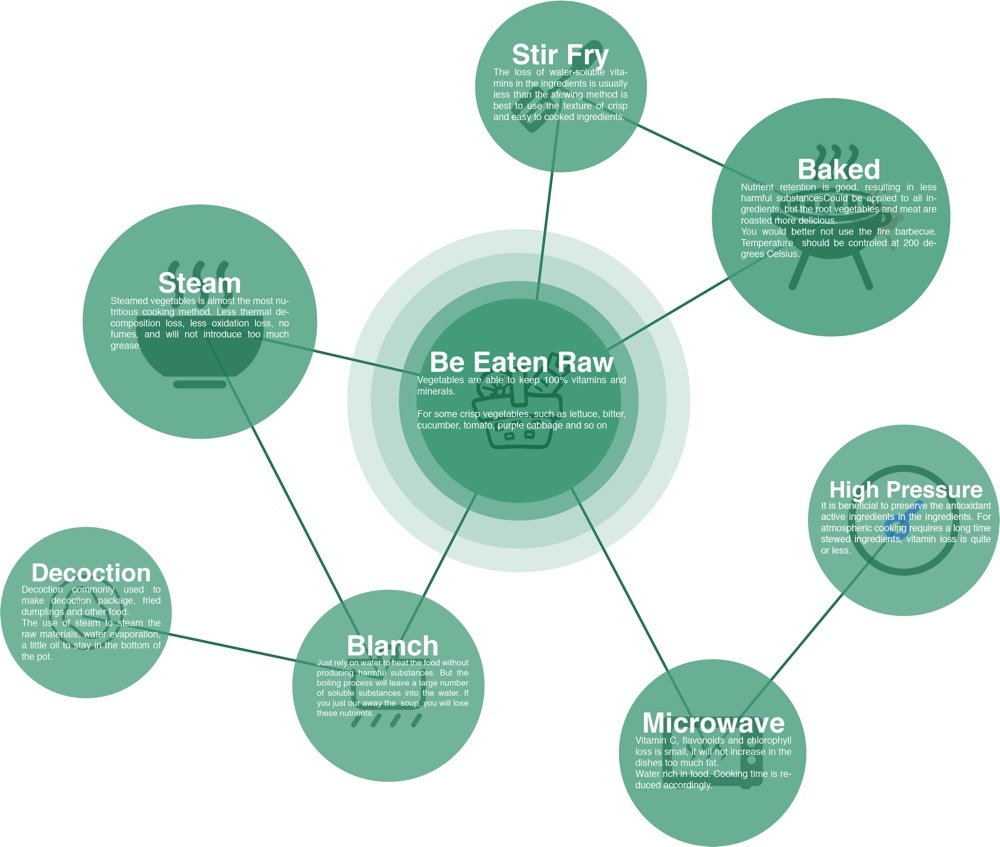 Stir Fry
The loss of water-soluble vita-
mins in the ingredients is usually
less than the stewing method is
best to use the texture of crisp
and easy to cooked ingredients.
Baked
Nutrient retention is good, resulting in less
harmful substancesCould be applied to all in-
gredients, but the root vegetables and meat are
roasted more delicious.
You would better not use the fire barbecue.
Temperature should be controled at 200 de-
grees Celsius.
Steam
Steamed vegetables is almost the most nu-
tritious cooking method. Less thermal de-
composition loss, less oxidation loss, no
fumes, and will not introduce too much
grease.
Be Eaten Raw
Vegetables are able to keep 100% vitamins and
minerals.
For some crisp vegetables, such as lettuce, bitter,
cucumber, tomato, purple cabbage and so on
High Pressure
It is beneficial to preserve the antioxidant
active ingredients in the ingredients. For
atmospheric cooking requires a long time
stewed ingredients, vitamin loss is quite
or less.
Decoction
Decoction commonly used to
make decoction package, fried
dumplings and other food.
The use of steam to steam the
raw materials, water evaporation,
a little oil to stay in the bottom of
the pot.
Blanch
Just rely on water to heat the food without
producing harmful substances. But the
boiling process will leave a large number
of soluble substances into the water. If
you just our away the soup, you will lose
these nutrients.
Microwave
Vitamin C, flavonoids and chlorophyll
loss is small, it will not increase in the
dishes too much fat.
Water rich in food. Cooking time is re-
duced accordingly.